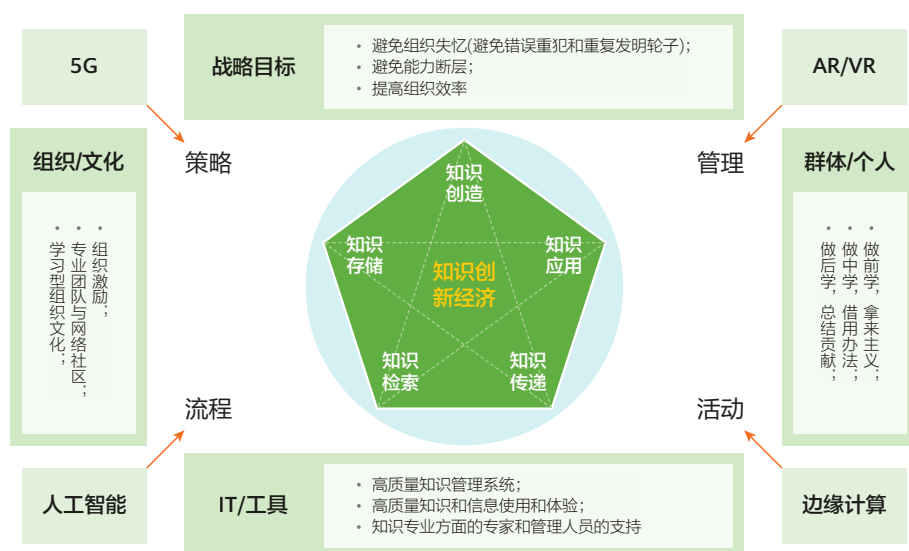 5G
战略目标
• 避免组织失忆(避免错误重犯和重复发明轮子);
• 避免能力断层;
• 提高组织效率
AR/VR
组织/文化
• 组织激励;
• 专业团队与网络社区;
• 学习型组织文化;
策略
管理
群体/个人
• 做前学,拿来主义;
• 做中学,借用办法;
• 做后学,总结贡献;
知识
创造
知识
存储
知识
应用
知识创
新经济
知识
检索
知识
传递
流程
活动
人工智能
IT/工具
• 高质量知识管理系统;
• 高质量知识和信息使用和体验;
• 知识专业方面的专家和管理人员的支持
边缘计算